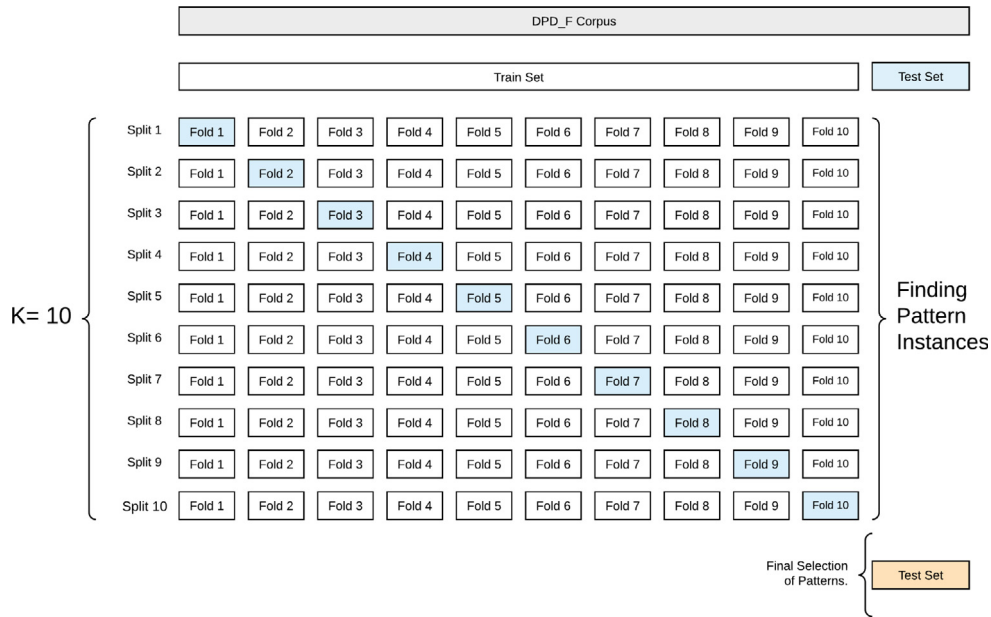 DPD_F Corpus
Train Set Test Set
Split 1 Fold 1 Fold 2 Fold 3 Fold 4 Fold 5 Fold 6 Fold 7 Fold 8 Fold 9 Fold 10
Split 2 Fold 1 Fold 2 Fold 3 Fold 4 Fold 5 Fold 6 Fold 7 Fold 8 Fold 9 Fold 10
Split 3 Fold 1 Fold 2 Fold 3 Fold 4 Fold 5 Fold 6 Fold 7 Fold 8 Fold 9 Fold 10
Split 4 Fold 1 Fold 2 Fold 3 Fold 4 Fold 5 Fold 6 Fold 7 Fold 8 Fold 9 Fold 10
Split 5 Fold 1 Fold 2 Fold 3 Fold 4 Fold 5 Fold 6 Fold 7 Fold 8 Fold 9 Fold 10
Split 6 Fold 1 Fold 2 Fold 3 Fold 4 Fold 5 Fold 6 Fold 7 Fold 8 Fold 9 Fold 10
Split 7 Fold 1 Fold 2 Fold 3 Fold 4 Fold 5 Fold 6 Fold 7 Fold 8 Fold 9 Fold 10
Split 8 Fold 1 Fold 2 Fold 3 Fold 4 Fold 5 Fold 6 Fold 7 Fold 8 Fold 9 Fold 10
Split 9 Fold 1 Fold 2 Fold 3 Fold 4 Fold 5 Fold 6 Fold 7 Fold 8 Fold 9 Fold 10
Split 10 Fold 1 Fold 2 Fold 3 Fold 4 Fold 5 Fold 6 Fold 7 Fold 8 Fold 9 Fold 10
K= 10
Finding
Pattern
Instances
Final Selection
of Patterns.
Test Set